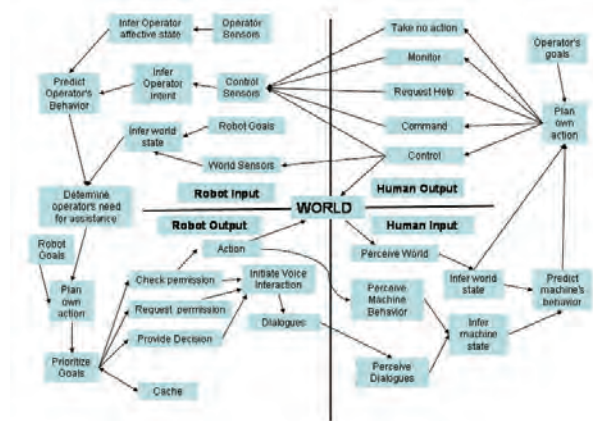 Infer Operator
affective state
Operator
Sensors
Predict
Operator's
Behavior
Infer
Operator
Intent
Control
Sensors
Infer world
state
Robot Goals
World Sensors
Determine
operator's need
for assistance
Robot Input
Take no action
Monitor
Request Help
Command
Control
Operator's
goals
Plan
own
action
Human Output
WORLD
Robot Output
Human Input
Robot
Goals
Plan
own
action
Prioritize
Goals
Action
Check permission
Request permission
Provide Decision
Cache
Initiate Voice
Interaction
Dialogues
Perceive World
Perceive
Machine
Behavior
Perceive
Dialogues
Infer world
state
Infer
machine
state
Predict
machine's
behavior